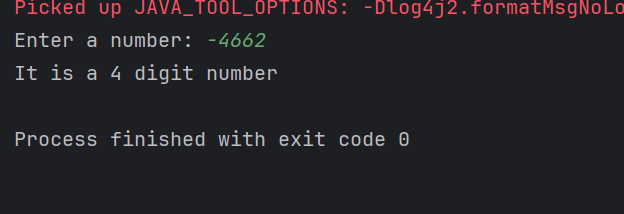 Picked up JAVA_TOOL_OPTIONS: -Dlog4j2.formatMsgNoLo
Enter a number: -4662
It is a 4 digit number
Process finished with exit code 0